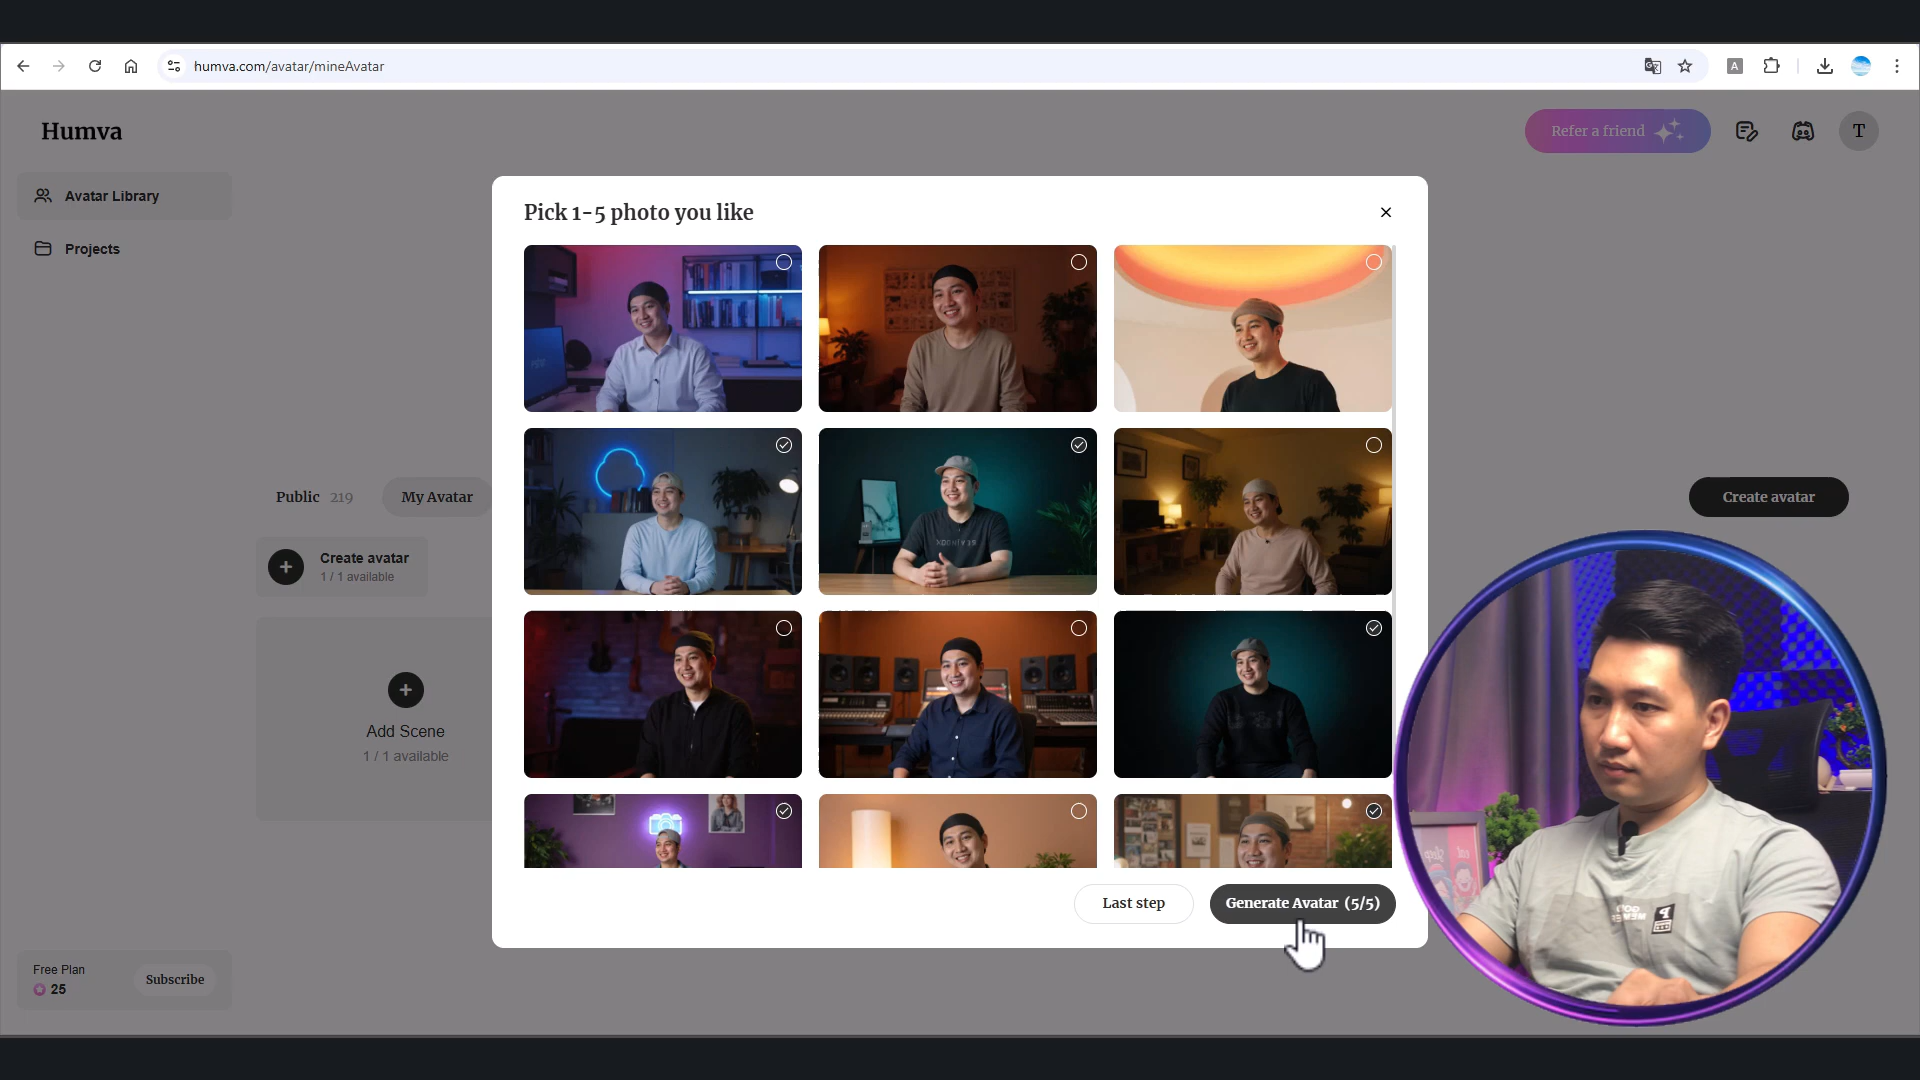 humva.com/avatar/mineAvatar
A
Humva
Refer a friend
T
Avatar Library
Projects
Pick 1-5 photo you like
Public 219
My Avatar
Create avatar
Create avatar
1 / 1 available
Add Scene
1 / 1 available
Last step
Generate Avatar (5/5)
Free Plan
25
Subscribe